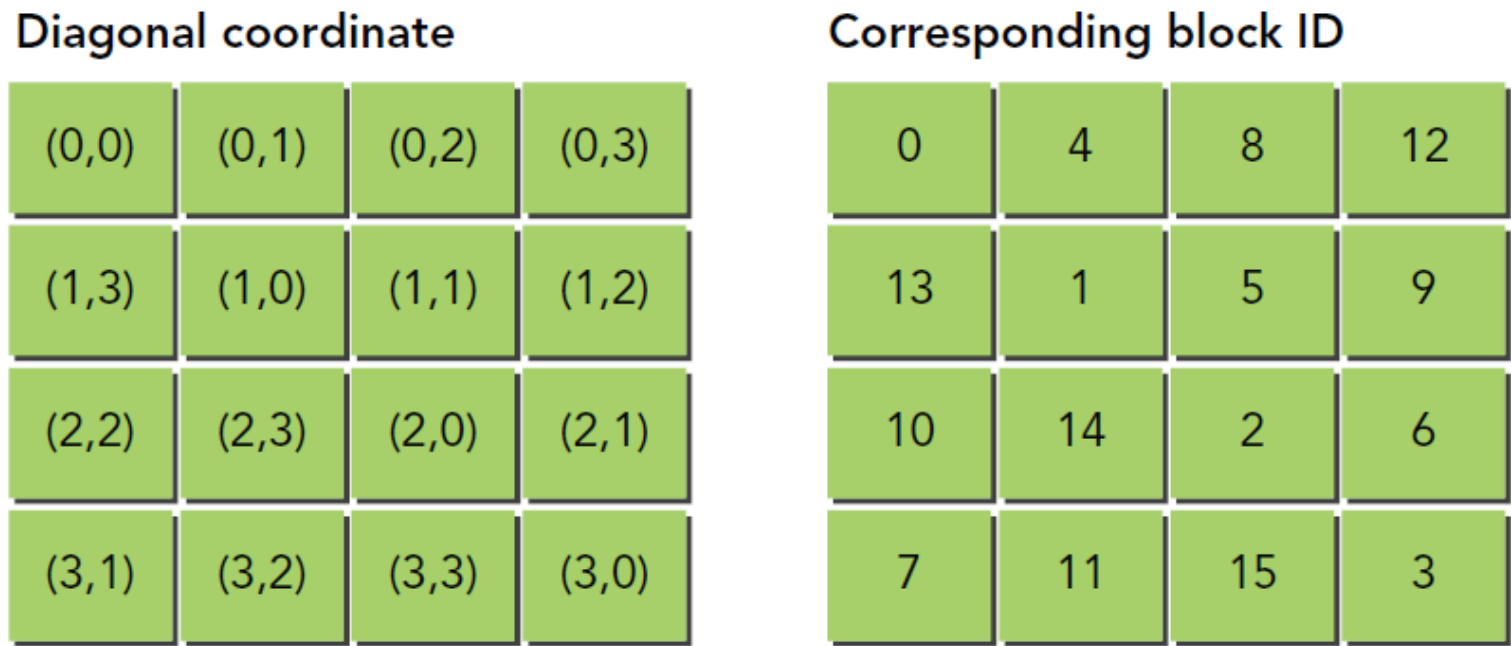 Diagonal coordinate
(0,0) (0,1) (0,2) (0,3)
(1,3) (1,0) (1,1) (1,2)
(2,2) (2,3) (2,0) (2,1)
(3,1) (3,2) (3,3) (3,0)
Corresponding block ID
0 4 8 12
13 1 5 9
10 14 2 6
7 11 15 3